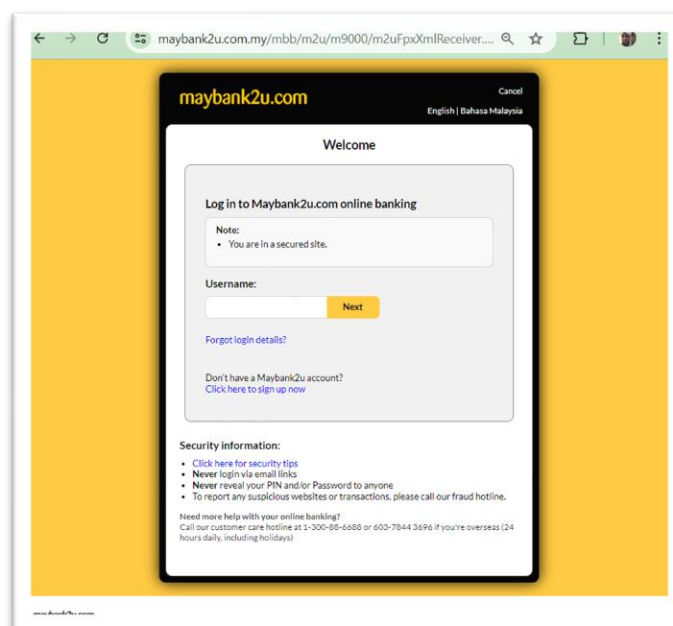 maybank2u.com.my/mbb/m2u/m9000/m2uFpxXmlReceiver....
maybank2u.com
Cancel
English | Bahasa Malaysia
Welcome
Log in to Maybank2u.com online banking
Note:
• You are in a secured site.
Username:
Next
Forgot login details?
Don't have a Maybank2u account?
Click here to sign up now
Security information:
• Click here for security tips
• Never login via email links
• Never reveal your PIN and/or Password to anyone
• To report any suspicious websites or transactions, please call our fraud hotline.
Need more help with your online banking?
Call our customer care hotline at 1-300-88-6688 or 603-7844 3696 if you're overseas (24
hours daily, including holidays)